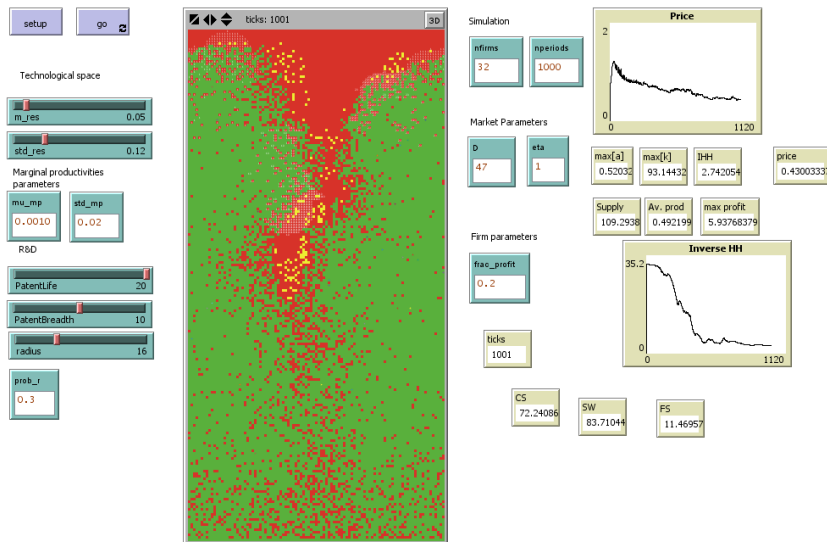 setup
go
Technological space
m_res 0.05
std_res 0.12
Marginal productivities
parameters
mu_mp
0.0010
std_mp
0.02
R&D
PatentLife 20
PatentBreadth 10
radius 16
prob_r
0.3
ticks: 1001
3D
Simulation
nfirms
32
nperiods
1000
Market Parameters
D
47
eta
1
Firm parameters
frac_profit
0.2
ticks
1001
Price
2
0
0
1120
max[a]
0.52032
max[k]
93.14432
IHH
2.742054
price
0.43003337
Supply
109.2938
Av. prod
0.492199
max profit
5.93768379
Inverse HH
35.2
0
0
1120
CS
72.24086
SW
83.71044
FS
11.46957